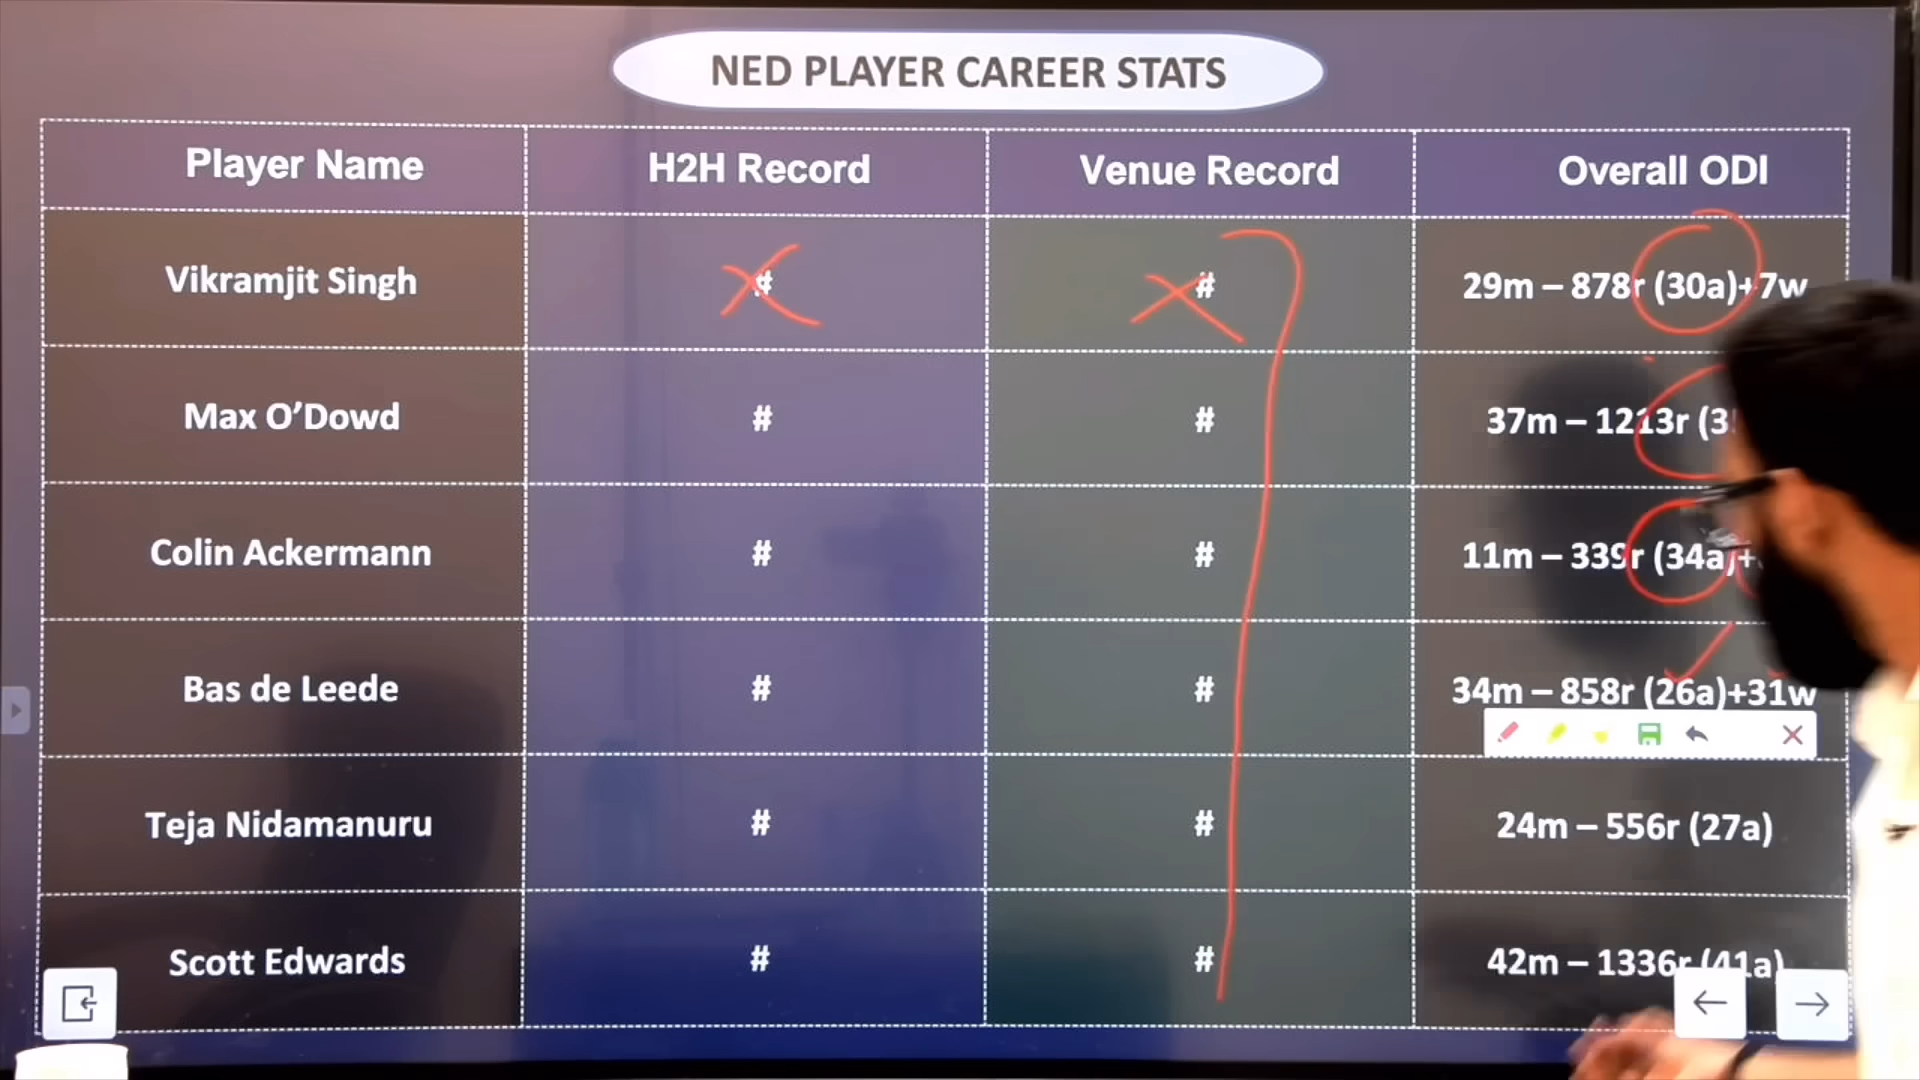 NED PLAYER CAREER STATS
Player Name H2H Record Venue Record Overall ODI
Vikramjit Singh # # 29m – 878r (30a)+7w
Max O’Dowd # # 37m – 1213r
Colin Ackermann # # 11m – 339r (34a)+
Bas de Leede # # 34m – 858r (26a)+31w
Teja Nidamanuru # # 24m – 556r (27a)
Scott Edwards # # 42m – 1336r (41a)